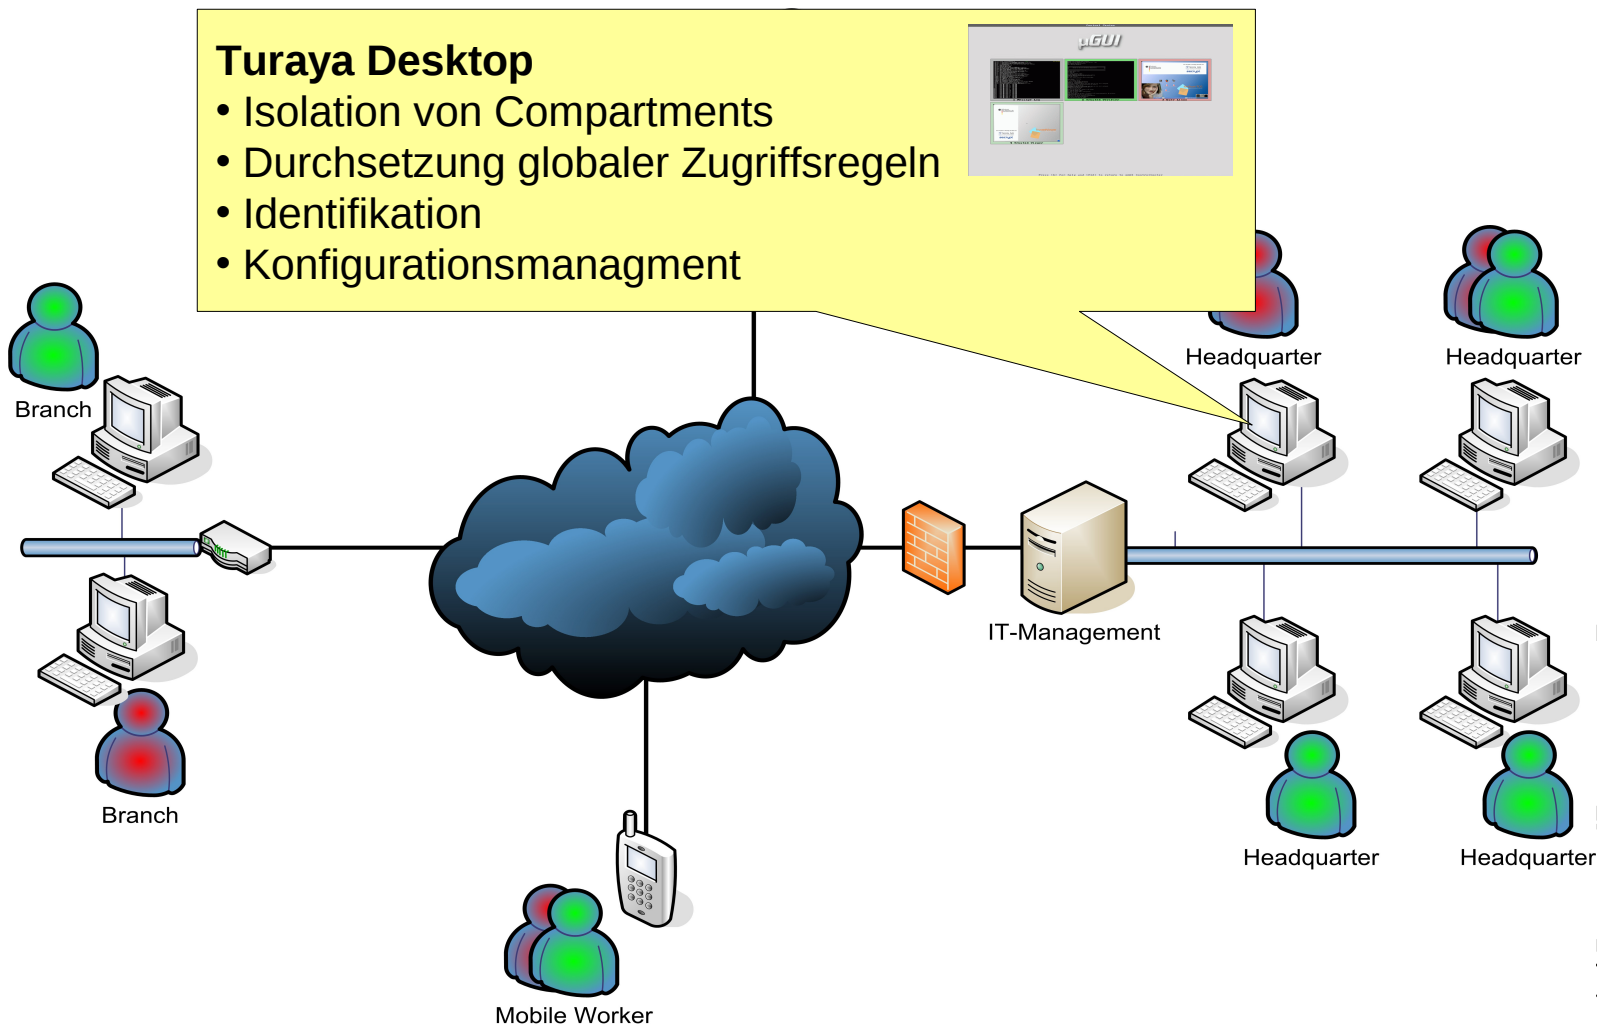 Turaya Desktop
• Isolation von Compartments
• Durchsetzung globaler Zugriffsregeln
• Identifikation
• Konfigurationsmanagment
µGUI
Headquarter
Headquarter
Branch
IT-Management
Branch
Headquarter
Headquarter
Mobile Worker